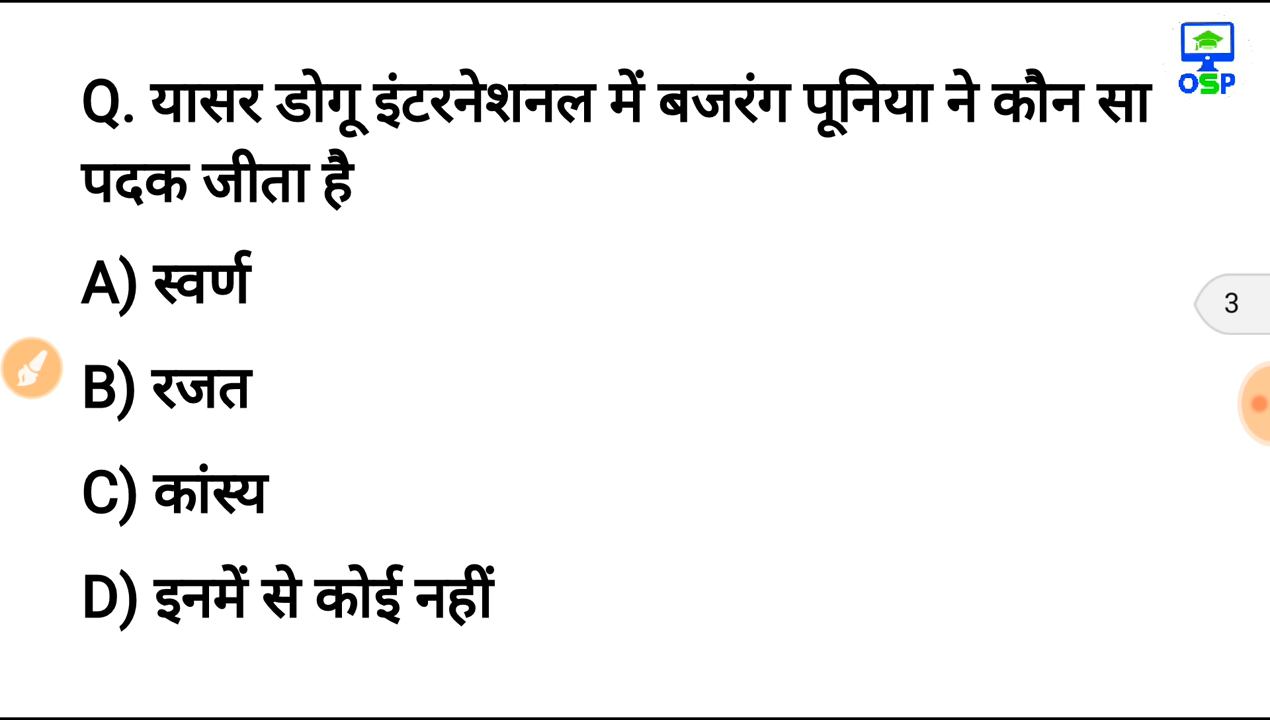 Q. यासर डोगू इंटरनेशनल में बजरंग पूनिया ने कौन सा
पदक जीता है
A) स्वर्ण
B) रजत
C) कांस्य
D) इनमें से कोई नहीं
OSP
3